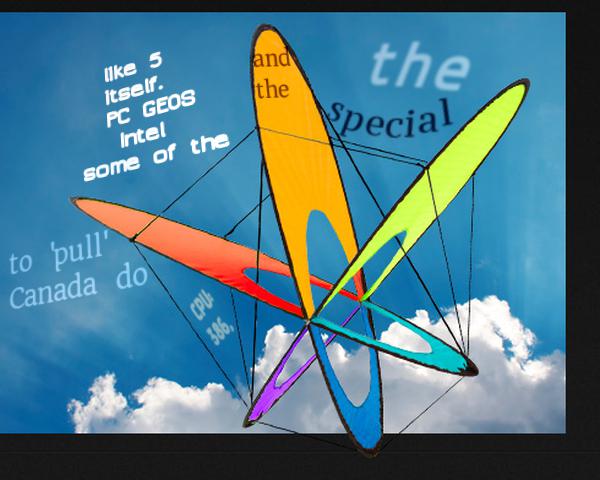 like 5
itself.
PC GEOS
Intel
some of the
and
the
the
special
to 'pull'
Canada do
CPU:
386,